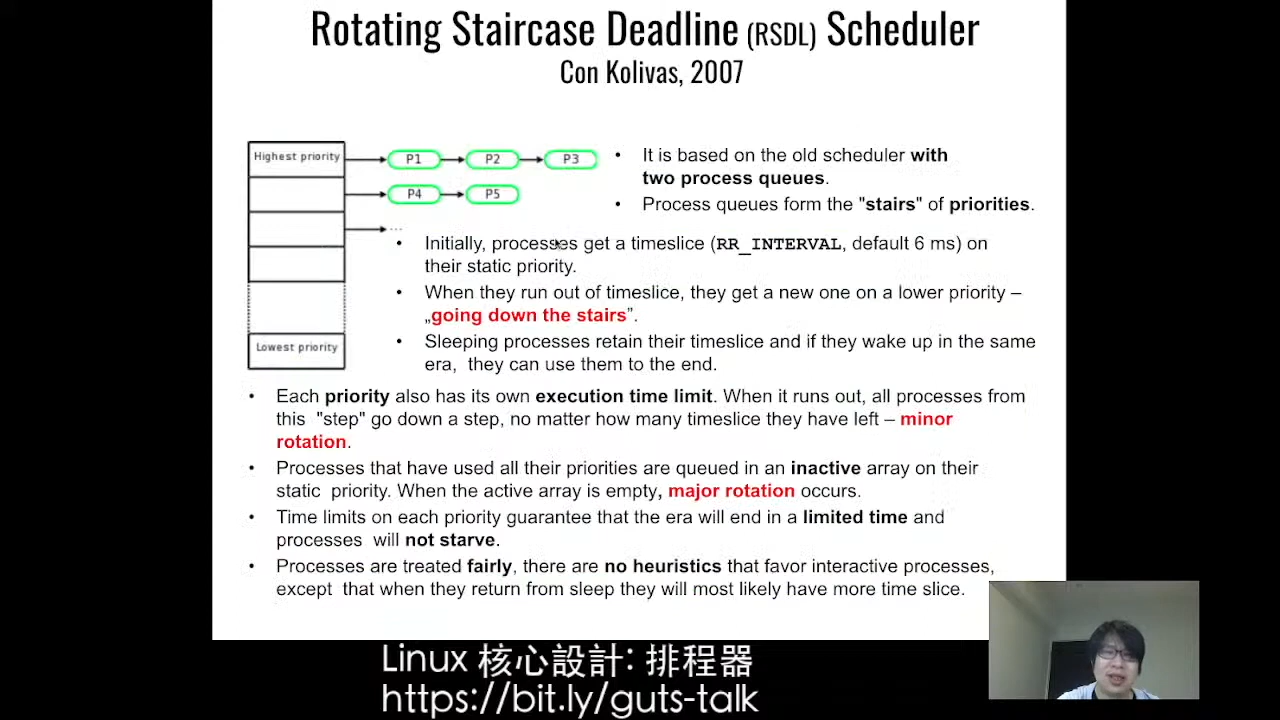 Rotating Staircase Deadline (RSDL) Scheduler
Con Kolivas, 2007
Highest priority
P1
P2
P3
P4
P5
...
Lowest priority
• It is based on the old scheduler with
two process queues.
• Process queues form the "stairs" of priorities.
• Initially, processes get a timeslice (RR_INTERVAL, default 6 ms) on
their static priority.
• When they run out of timeslice, they get a new one on a lower priority –
„going down the stairs”.
• Sleeping processes retain their timeslice and if they wake up in the same
era, they can use them to the end.
• Each priority also has its own execution time limit. When it runs out, all processes from
this "step" go down a step, no matter how many timeslice they have left – minor
rotation.
• Processes that have used all their priorities are queued in an inactive array on their
static priority. When the active array is empty, major rotation occurs.
• Time limits on each priority guarantee that the era will end in a limited time and
processes will not starve.
• Processes are treated fairly, there are no heuristics that favor interactive processes,
except that when they return from sleep they will most likely have more time slice.
Linux 核心設計: 排程器
https://bit.ly/guts-talk